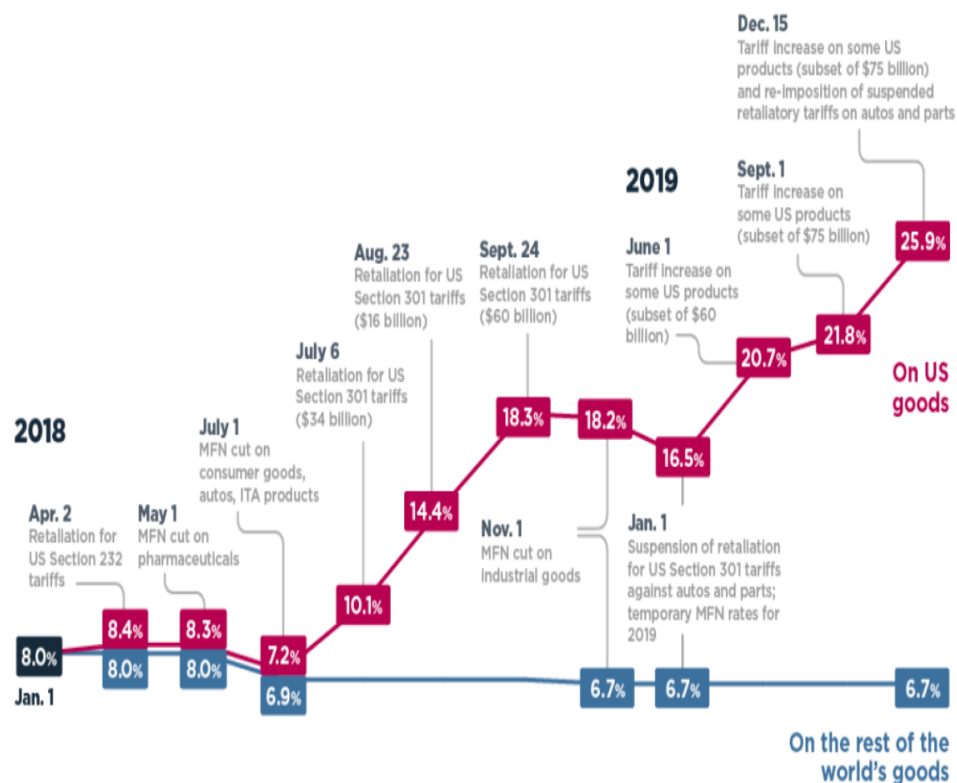 Dec. 15
Tariff increase on some US
products (subset of $75 billion)
and re-imposition of suspended
retaliatory tariffs on autos and parts
2019
Sept. 1
Tariff increase on
some US products
(subset of $75 billion)
25.9%
June 1
Tariff increase on
some US products
(subset of $60
billion)
Aug. 23
Retaliation for US
Section 301 tariffs
($16 billion)
Sept. 24
Retaliation for US
Section 301 tariffs
($60 billion)
July 6
Retaliation for US
Section 301 tariffs
($34 billion)
20.7%
21.8%
On US
goods
2018
July 1
MFN cut on
consumer goods,
autos, ITA products
18.3%
18.2%
16.5%
14.4%
Apr. 2
Retaliation for
US Section 232
tariffs
May 1
MFN cut on
pharmaceuticals
Nov. 1
MFN cut on
industrial goods
Jan. 1
Suspension of retaliation
for US Section 301 tariffs
against autos and parts;
temporary MFN rates for
2019
10.1%
8.4%
8.3%
7.2%
8.0%
Jan. 1
8.0%
8.0%
6.9%
6.7%
6.7%
6.7%
On the rest of the
world's goods